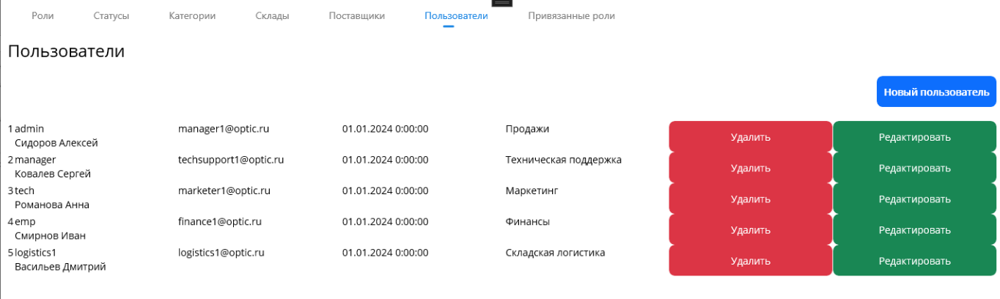 Роли Статусы Категории Склады Поставщики Пользователи Привязанные роли
Пользователи
Новый пользователь
1 admin manager1@optic.ru 01.01.2024 0:00:00 Продажи Удалить Редактировать
Сидоров Алексей
2 manager techsupport1@optic.ru 01.01.2024 0:00:00 Техническая поддержка Удалить Редактировать
Ковалев Сергей
3 tech marketer1@optic.ru 01.01.2024 0:00:00 Маркетинг Удалить Редактировать
Романова Анна
4 emp finance1@optic.ru 01.01.2024 0:00:00 Финансы Удалить Редактировать
Смирнов Иван
5 logistics1 logistics1@optic.ru 01.01.2024 0:00:00 Складская логистика Удалить Редактировать
Васильев Дмитрий